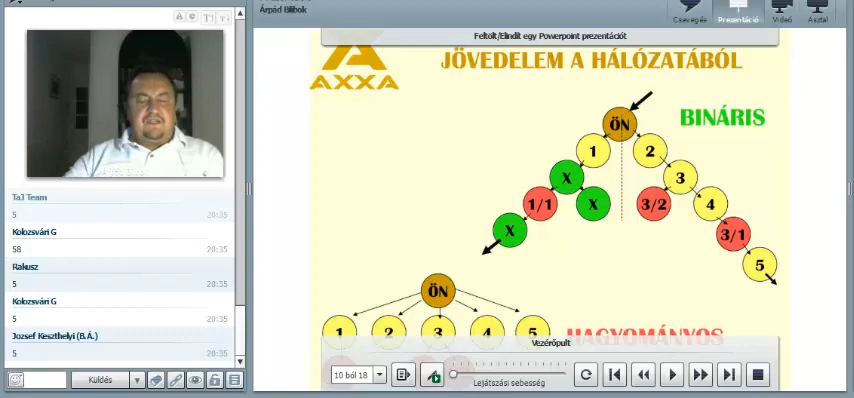 Árpád Bilibok
Csevegés
Prezentáció
Videó
Asztal
Feltölt/Elindít egy Powerpoint prezentációt
AXXA
JÖVEDELEM A HÁLÓZATÁBÓL
BINÁRIS
ÖN
1
2
X
3
1/1
X
3/2
4
X
3/1
5
ÖN
1
2
3
4
5
HAGYOMÁNYOS
TaJ Team
5 20:35
Kolozsvári G
58 20:35
Rakusz
5 20:35
Kolozsvári G
5 20:35
Jozsef Keszthelyi (B.Á.)
5 20:35
Küldés
Vezérőpult
10 ből 18
Lejátszási sebesség